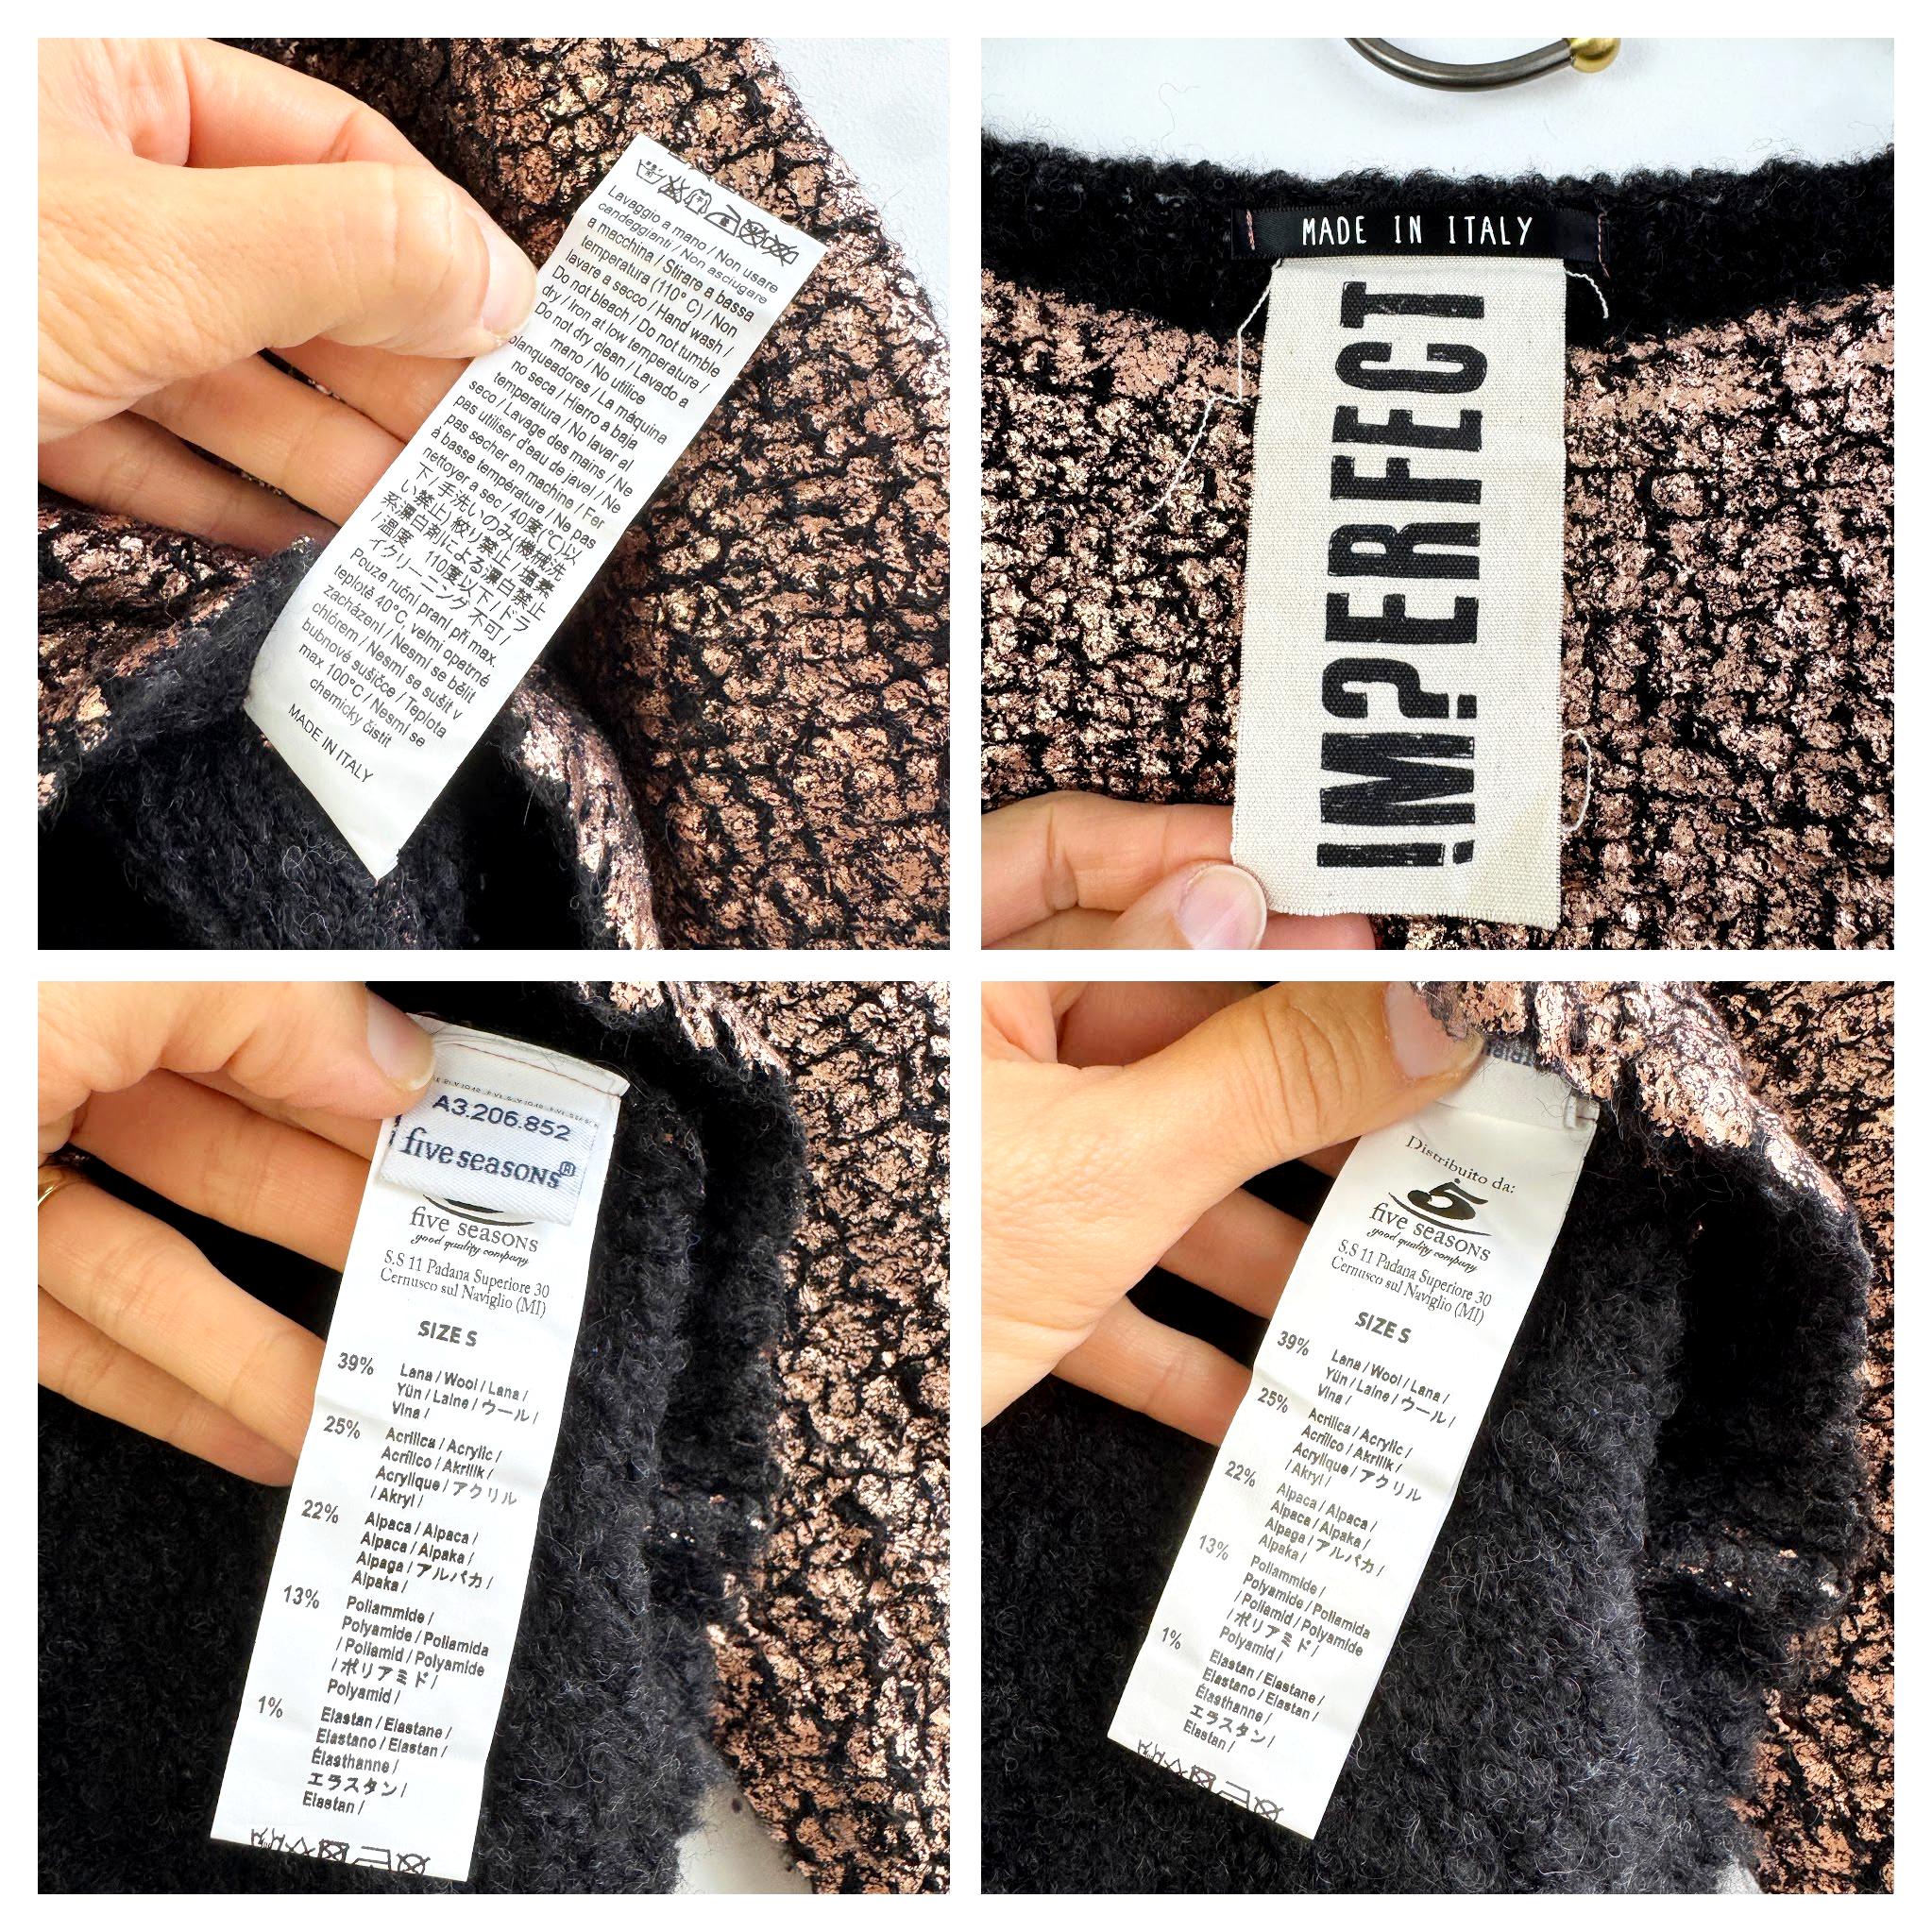 Lavaggio a mano / Non usare
candeggianti / Non asciugare
a macchina / Stirare a bassa
temperatura (110° C) / Non
lavare a secco / Hand wash /
Do not bleach / Do not tumble
dry / Iron at low temperature /
Do not dry clean / Lavado a
mano / No utilice
blanqueadores / La máquina
no seca / Hierro a baja
temperatura / No lavar al
seco / Lavage des mains / Ne
pas utiliser d'eau de javel / Ne
pas secher en machine / Fer
à basse température / Ne pas
nettoyer a sec / 40度(℃)以
下 / 手洗いのみ / 機械洗
い禁止 / 絞り禁止 / 塩素
系漂白剤による漂白禁止
/ 温度 110度以下 / ドラ
イクリーニング不可 /
Pouze ruční praní při max.
teplotě 40°C, velmi opatrné
zacházení / Nesmí se bělit
chlórem / Nesmí se sušit v
bubnové sušičce / Teplota
max 100°C / Nesmí se
chemicky čistit
MADE IN ITALY
MADE IN ITALY
!M?ERFECT
A3.206.852
five seasons®
five seasons
good quality company
S.S 11 Padana Superiore 30
Cernusco sul Naviglio (MI)
SIZE S
39% Lana / Wool / Lana /
Yün / Laine / ウール /
Vlna /
25% Acrilica / Acrylic /
Acrílico / Akrilik /
Acrylique / アクリル
/ Akryl /
22% Alpaca / Alpaca /
Alpaca / Alpaka /
Alpaga / アルパカ /
Alpaka /
13% Poliammide /
Polyamide / Poliamida
/ Poliamid / Polyamide
/ ポリアミド /
Polyamid /
1% Elastan / Elastane /
Elastano / Elastan /
Élasthanne /
エラスタン /
Elastan /
Distribuito da:
5
five seasons
good quality company
S.S 11 Padana Superiore 30
Cernusco sul Naviglio (MI)
SIZE S
39% Lana / Wool / Lana /
Yün / Laine / ウール /
Vlna /
25% Acrilica / Acrylic /
Acrílico / Akrilik /
Acrylique / アクリル
/ Akryl /
22% Alpaca / Alpaca /
Alpaca / Alpaka /
Alpaga / アルパカ /
Alpaka /
13% Poliammide /
Polyamide / Poliamida
/ Poliamid / Polyamide
/ ポリアミド /
Polyamid /
1% Elastan / Elastane /
Elastano / Elastan /
Élasthanne /
エラスタン /
Elastan /